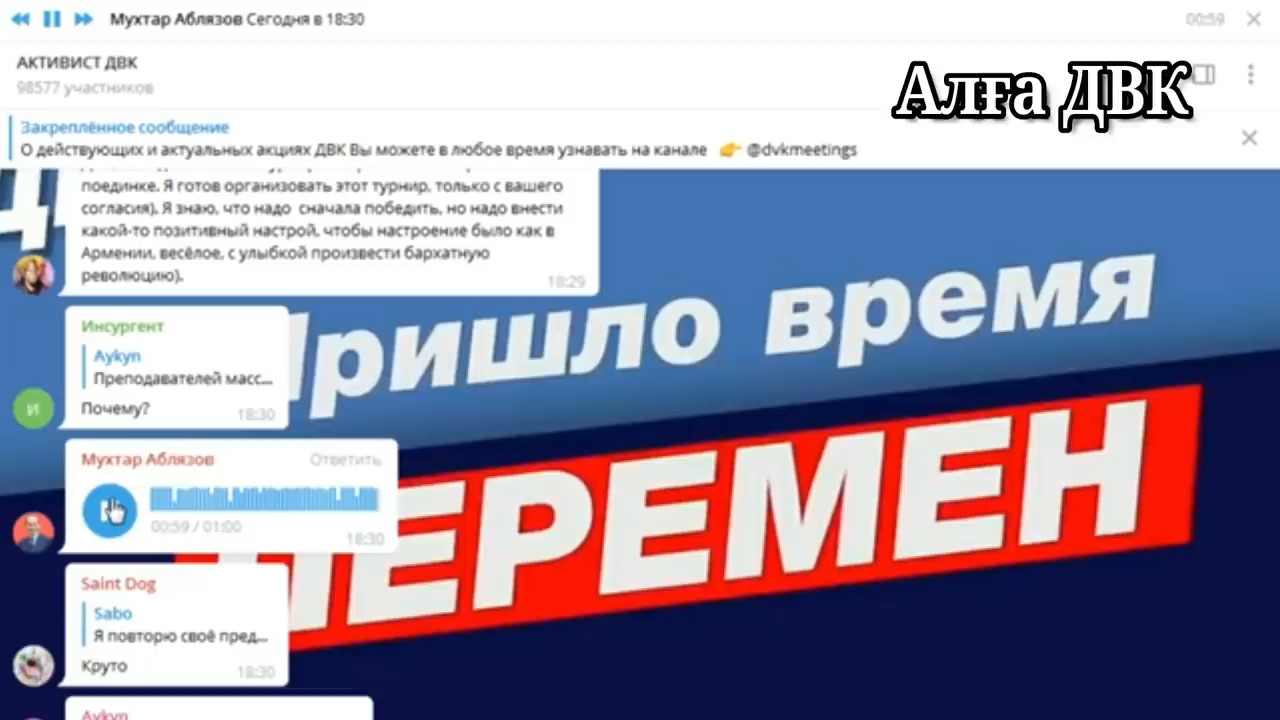 Мухтар Аблязов Сегодня в 18:30
00:59
АКТИВИСТ ДВК
98577 участников
Алға ДВК
Закреплённое сообщение
О действующих и актуальных акциях ДВК Вы можете в любое время узнавать на канале 👉 @dvkmeetings
поединке. Я готов организовать этот турнир, только с вашего
согласия). Я знаю, что надо сначала победить, но надо внести
какой-то позитивный настрой, чтобы настроение было как в
Армении, весёлое, с улыбкой произвести бархатную
революцию).
18:29
Пришло время
ПЕРЕМЕН
Инсургент
Aykyn
Преподавателей масс...
Почему?
18:30
И
Мухтар Аблязов
Ответить
00:59 / 01:00
18:30
Saint Dog
Sabo
Я повторю своё пред...
Круто
18:30
Aykyn